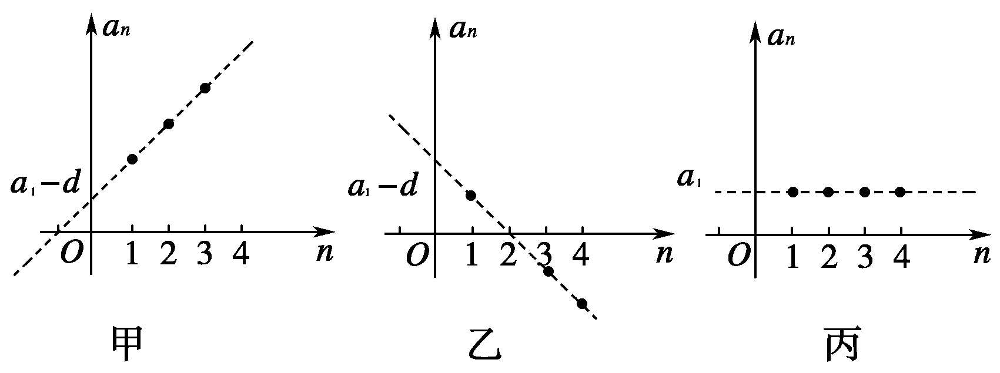 aₙ
a₁-d
O 1 2 3 4 n
甲
aₙ
a₁-d
O 1 2 3 4 n
乙
aₙ
a₁
O 1 2 3 4 n
丙